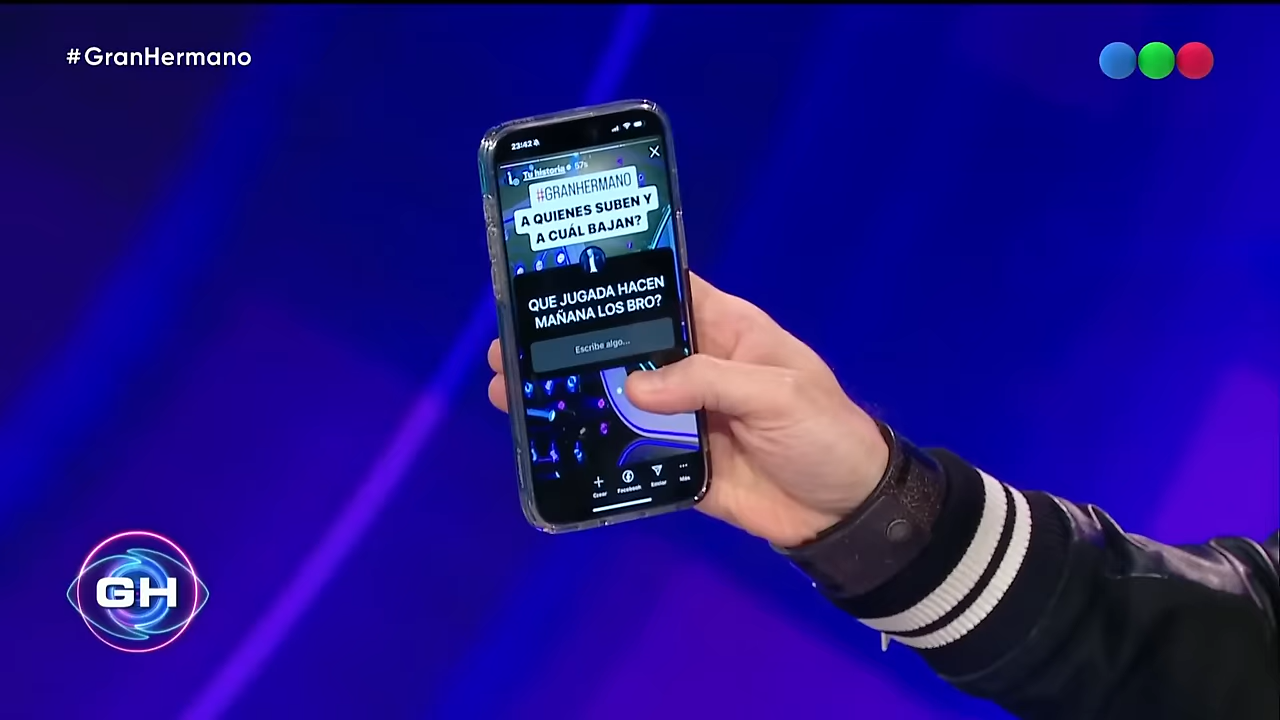 #GranHermano
23:42
Tu historia 57s
#GRANHERMANO
A QUIENES SUBEN Y
A CUÁL BAJAN?
QUE JUGADA HACEN
MAÑANA LOS BRO?
Escribe algo...
Crear Facebook Enviar Más
GH